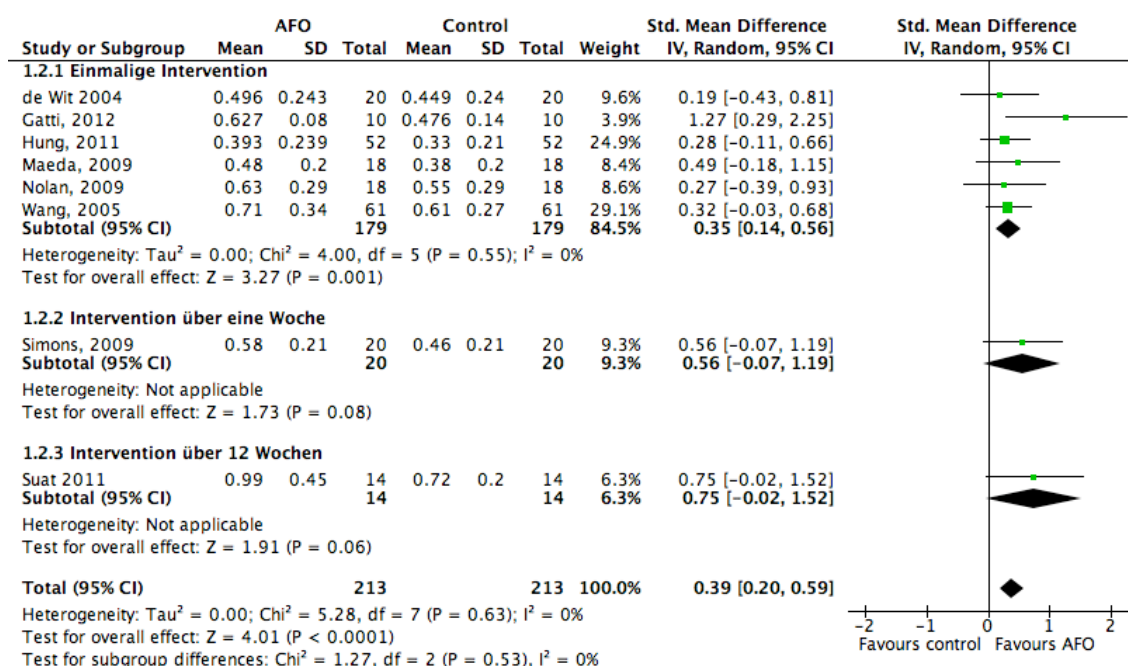 AFO Control Std. Mean Difference Std. Mean Difference
Study or Subgroup Mean SD Total Mean SD Total Weight IV, Random, 95% CI IV, Random, 95% CI
1.2.1 Einmalige Intervention
de Wit 2004 0.496 0.243 20 0.449 0.24 20 9.6% 0.19 [-0.43, 0.81]
Gatti, 2012 0.627 0.08 10 0.476 0.14 10 3.9% 1.27 [0.29, 2.25]
Hung, 2011 0.393 0.239 52 0.33 0.21 52 24.9% 0.28 [-0.11, 0.66]
Maeda, 2009 0.48 0.2 18 0.38 0.2 18 8.4% 0.49 [-0.18, 1.15]
Nolan, 2009 0.63 0.29 18 0.55 0.29 18 8.6% 0.27 [-0.39, 0.93]
Wang, 2005 0.71 0.34 61 0.61 0.27 61 29.1% 0.32 [-0.03, 0.68]
Subtotal (95% CI) 179 179 84.5% 0.35 [0.14, 0.56]
Heterogeneity: Tau² = 0.00; Chi² = 4.00, df = 5 (P = 0.55); I² = 0%
Test for overall effect: Z = 3.27 (P = 0.001)
1.2.2 Intervention über eine Woche
Simons, 2009 0.58 0.21 20 0.46 0.21 20 9.3% 0.56 [-0.07, 1.19]
Subtotal (95% CI) 20 20 9.3% 0.56 [-0.07, 1.19]
Heterogeneity: Not applicable
Test for overall effect: Z = 1.73 (P = 0.08)
1.2.3 Intervention über 12 Wochen
Suat 2011 0.99 0.45 14 0.72 0.2 14 6.3% 0.75 [-0.02, 1.52]
Subtotal (95% CI) 14 14 6.3% 0.75 [-0.02, 1.52]
Heterogeneity: Not applicable
Test for overall effect: Z = 1.91 (P = 0.06)
Total (95% CI) 213 213 100.0% 0.39 [0.20, 0.59]
Heterogeneity: Tau² = 0.00; Chi² = 5.28, df = 7 (P = 0.63); I² = 0%
Test for overall effect: Z = 4.01 (P < 0.0001)
Test for subgroup differences: Chi² = 1.27, df = 2 (P = 0.53), I² = 0%
-2 -1 0 1 2
Favours control Favours AFO